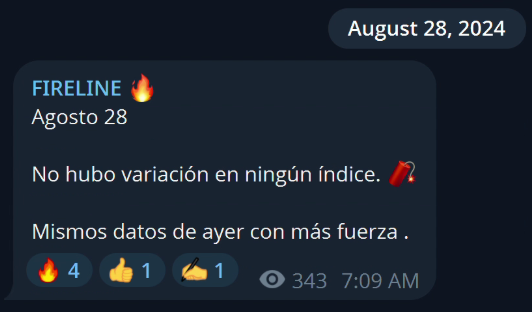 August 28, 2024
FIRELINE 🔥
Agosto 28
No hubo variación en ningún índice. 🧨
Mismos datos de ayer con más fuerza .
🔥 4 👍 1 ✍️ 1 343 7:09 AM